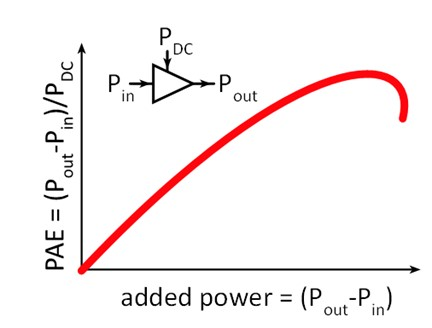 P_DC
P_in P_out
PAE = (P_out-P_in)/P_DC
added power = (P_out-P_in)